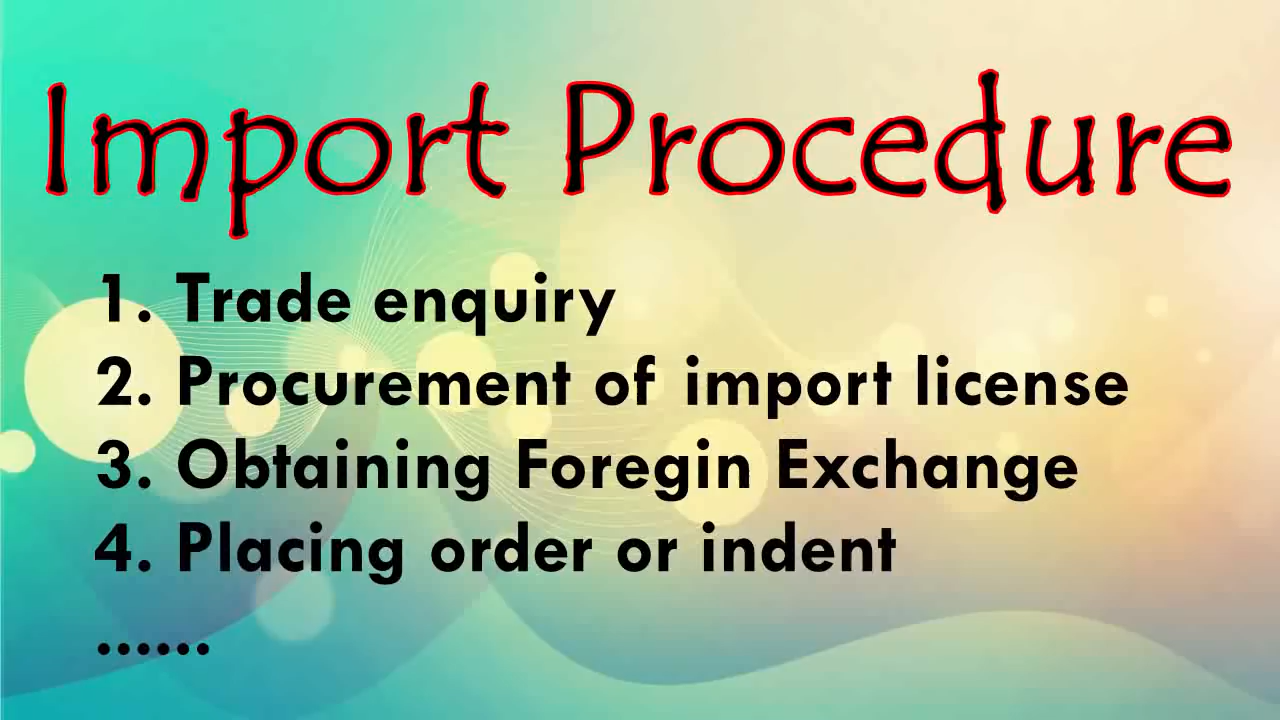 Import Procedure
1. Trade enquiry
2. Procurement of import license
3. Obtaining Foregin Exchange
4. Placing order or indent
......